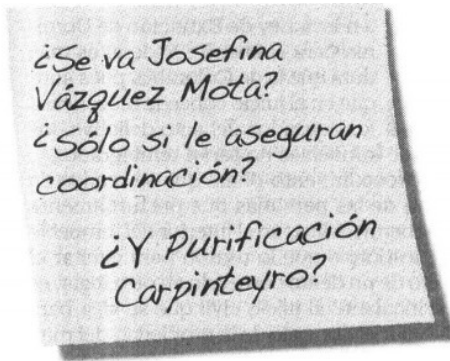 ¿Se va Josefina
Vázquez Mota?
¿Sólo si le aseguran
coordinación?
¿Y Purificación
Carpinteyro?